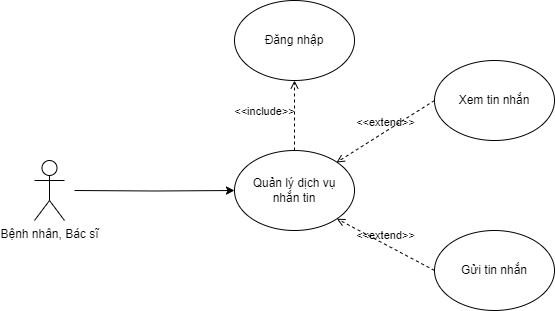 Đăng nhập
Xem tin nhắn
<<include>>
<<extend>>
Quản lý dịch vụ
nhắn tin
Bệnh nhân, Bác sĩ
<<extend>>
Gửi tin nhắn